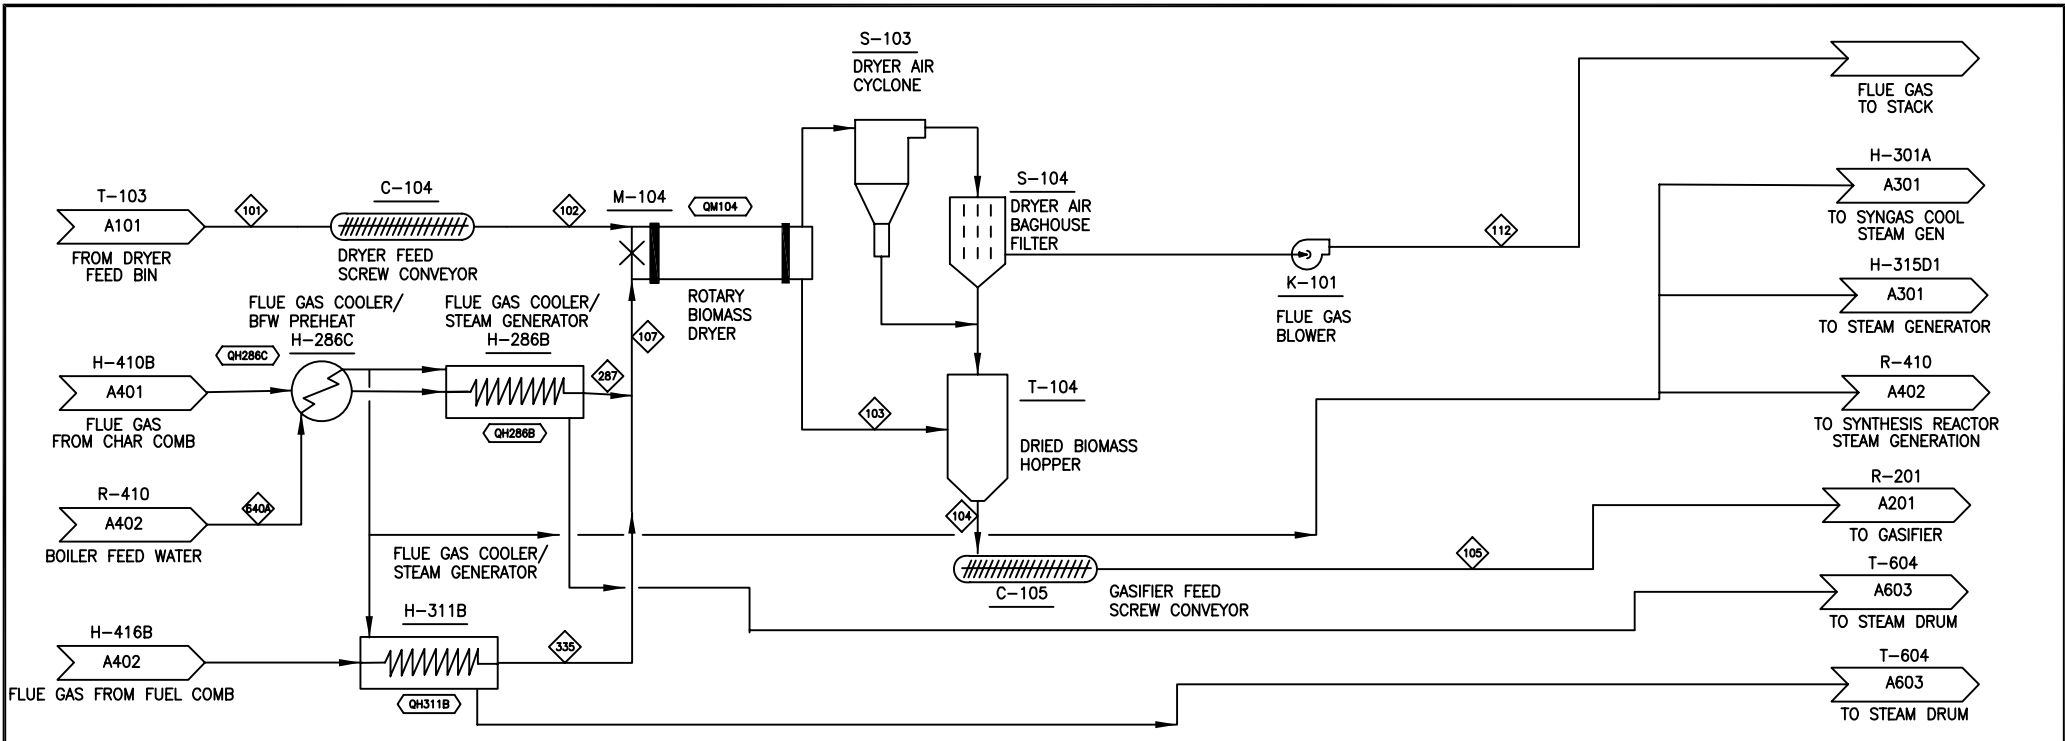 S-103
DRYER AIR
CYCLONE
FLUE GAS
TO STACK
H-301A
A301
TO SYNGAS COOL
STEAM GEN
T-103
A101
FROM DRYER
FEED BIN
101
C-104
DRYER FEED
SCREW CONVEYOR
102
M-104
QM104
ROTARY
BIOMASS
DRYER
S-104
DRYER AIR
BAGHOUSE
FILTER
K-101
FLUE GAS
BLOWER
112
H-315D1
A301
TO STEAM GENERATOR
FLUE GAS COOLER/
BFW PREHEAT
H-286C
QH286C
FLUE GAS COOLER/
STEAM GENERATOR
H-286B
QH286B
287
107
H-410B
A401
FLUE GAS
FROM CHAR COMB
T-104
DRIED BIOMASS
HOPPER
103
R-410
A402
TO SYNTHESIS REACTOR
STEAM GENERATION
R-410
A402
BOILER FEED WATER
640A
104
R-201
A201
TO GASIFIER
FLUE GAS COOLER/
STEAM GENERATOR
H-311B
QH311B
335
C-105
GASIFIER FEED
SCREW CONVEYOR
105
T-604
A603
TO STEAM DRUM
H-416B
A402
FLUE GAS FROM FUEL COMB
T-604
A603
TO STEAM DRUM